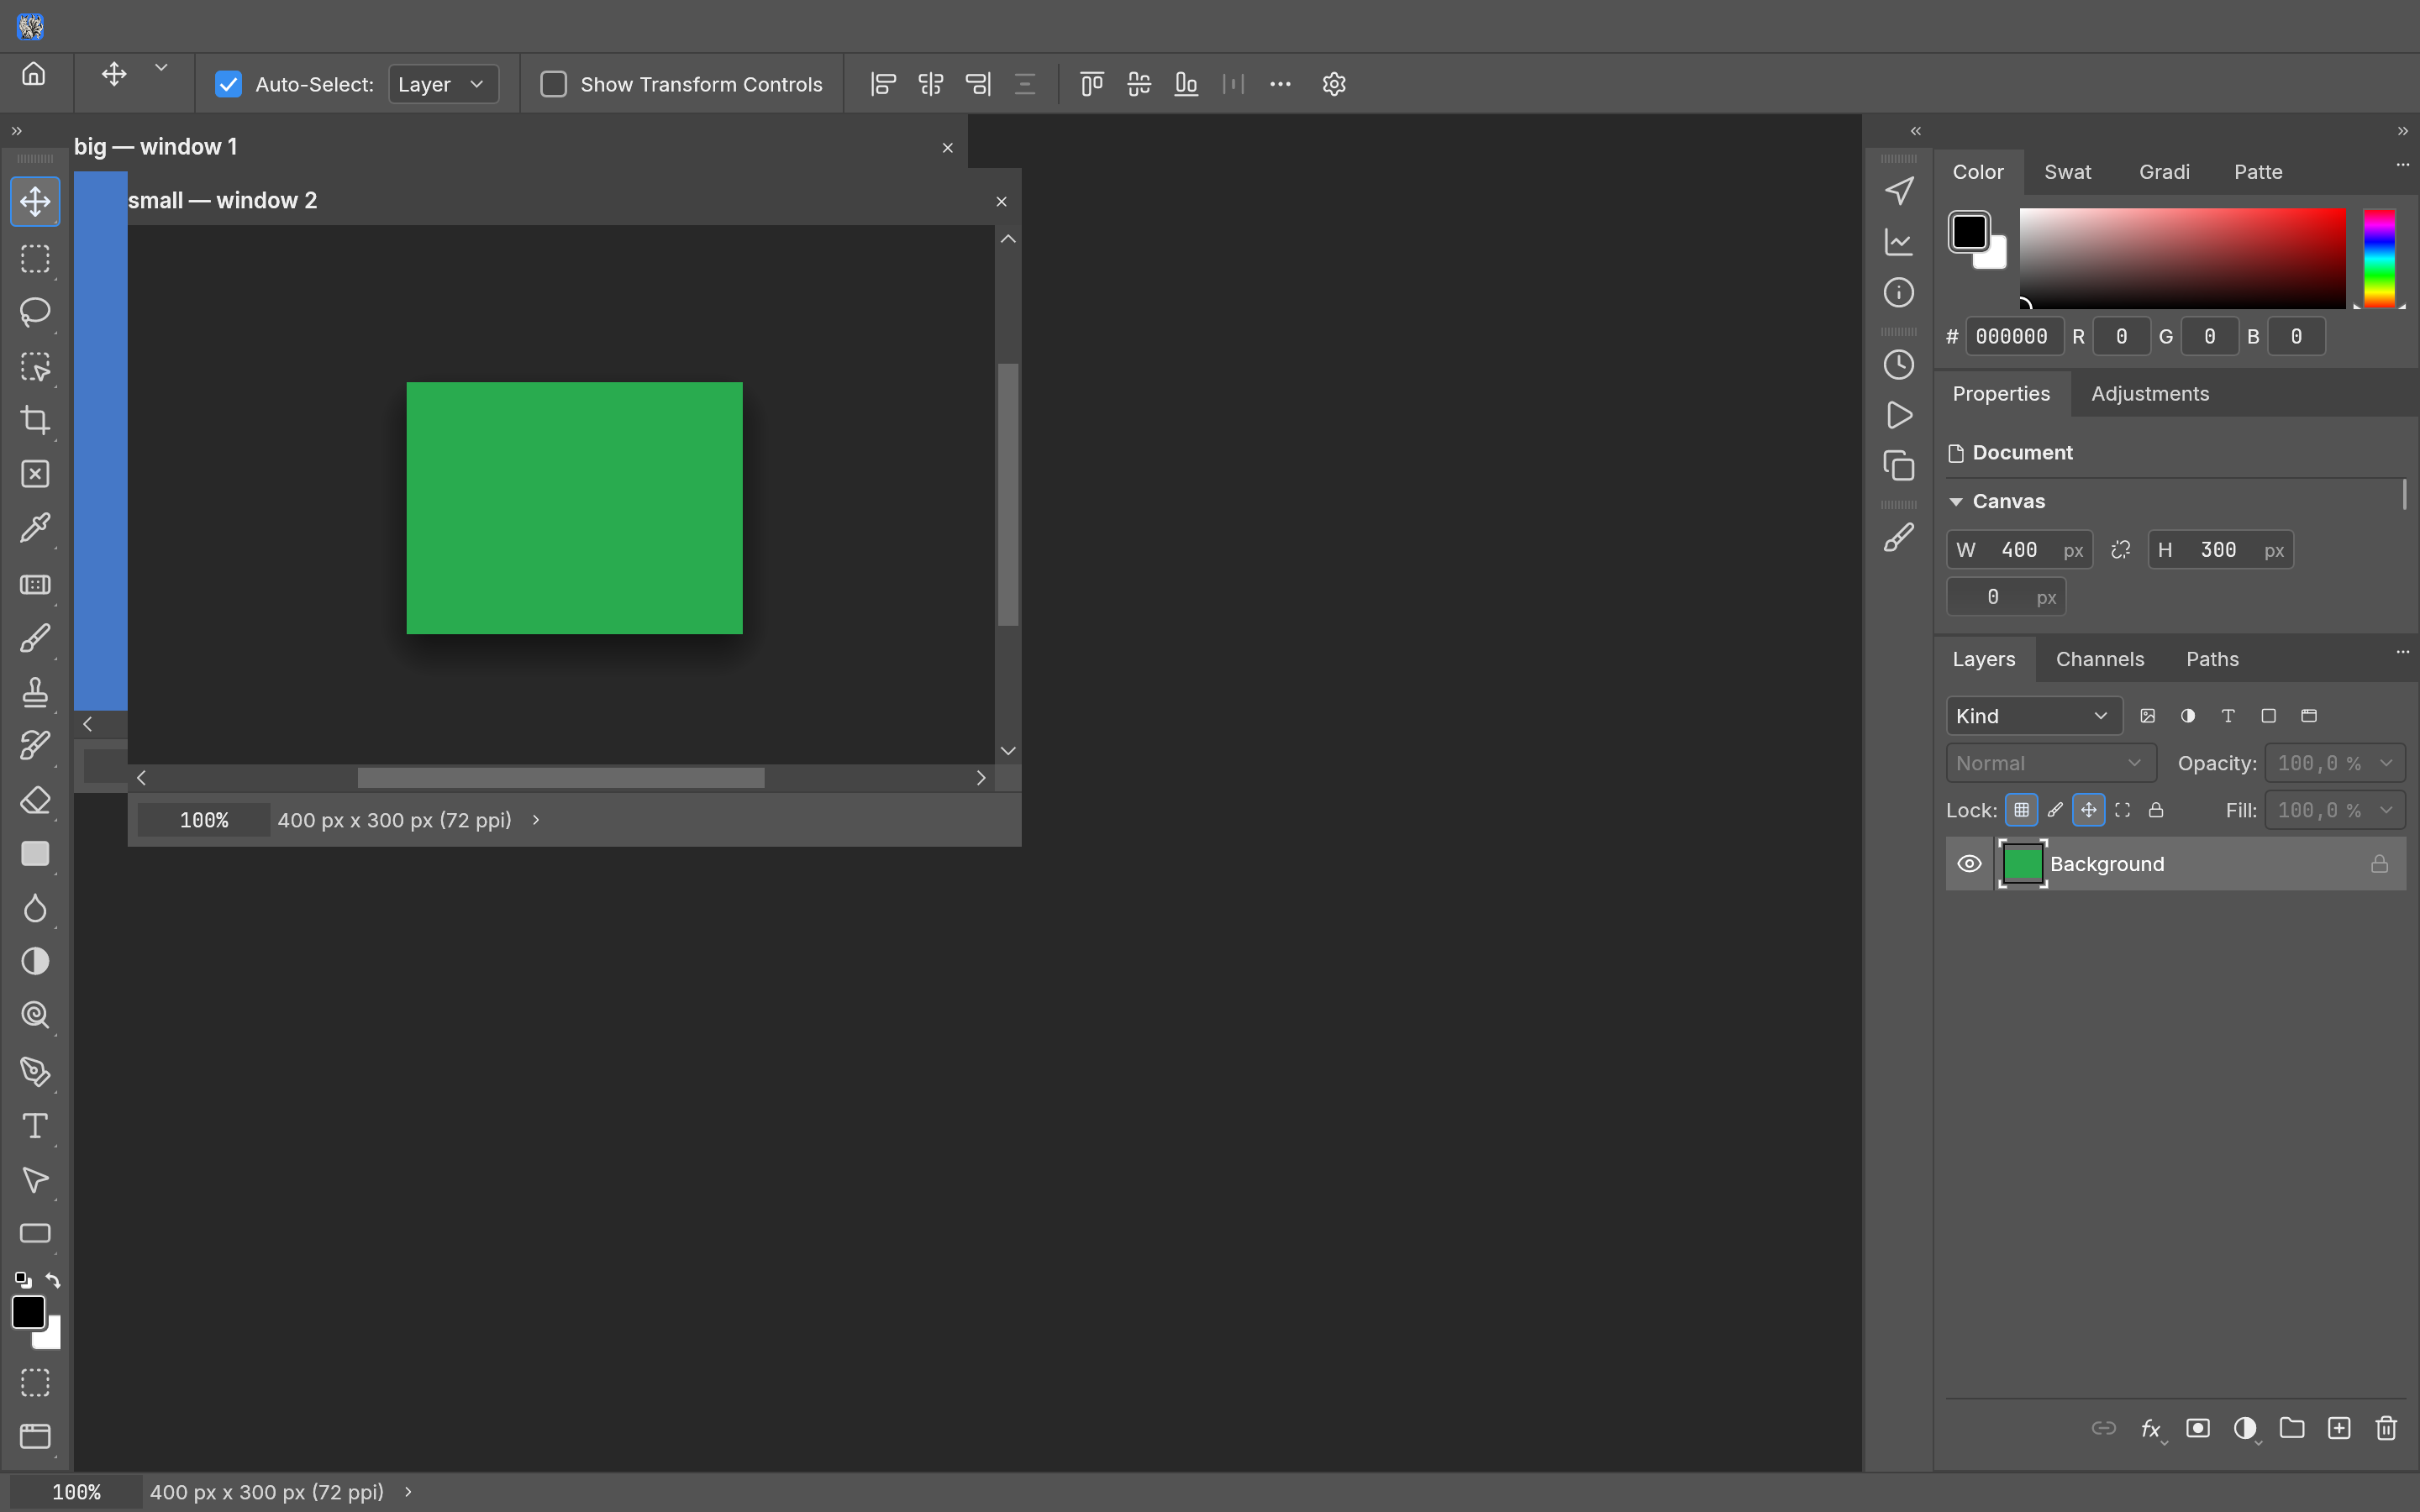 Auto-Select: Layer Show Transform Controls
big — window 1
small — window 2
100% 400 px x 300 px (72 ppi)
Color Swat Gradi Patte
# 000000 R 0 G 0 B 0
Properties Adjustments
Document
Canvas
W 400 px H 300 px
0 px
Layers Channels Paths
Kind
Normal Opacity: 100,0 %
Lock: Fill: 100,0 %
Background
fx
100% 400 px x 300 px (72 ppi)